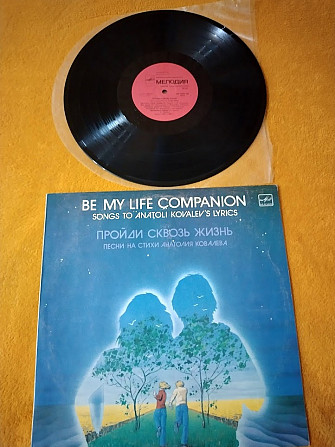 МЕЛОДИЯ
BE MY LIFE COMPANION
SONGS TO ANATOLI KOVALEV'S LYRICS
ПРОЙДИ СКВОЗЬ ЖИЗНЬ
ПЕСНИ НА СТИХИ АНАТОЛИЯ КОВАЛЕВА